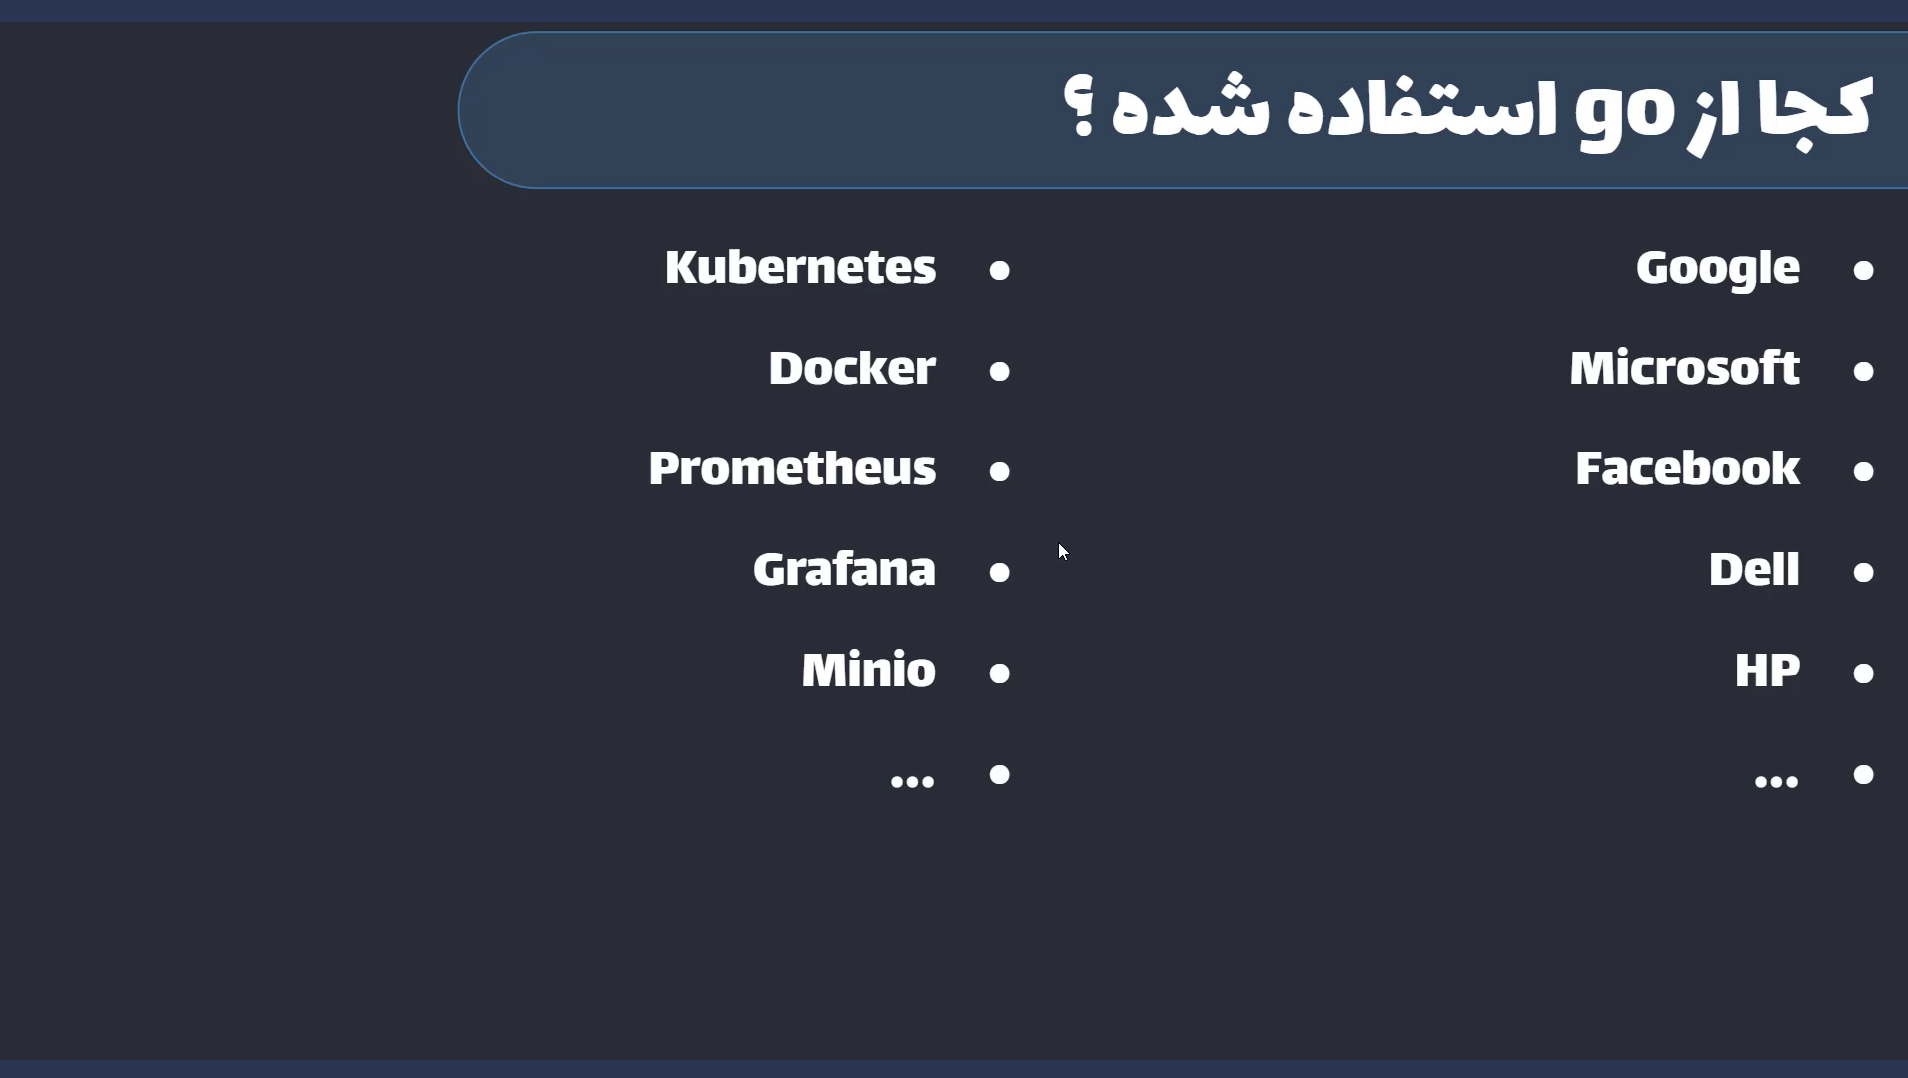 کجا از go استفاده شده ؟
• Google
• Microsoft
• Facebook
• Dell
• HP
• ...
• Kubernetes
• Docker
• Prometheus
• Grafana
• Minio
• ...